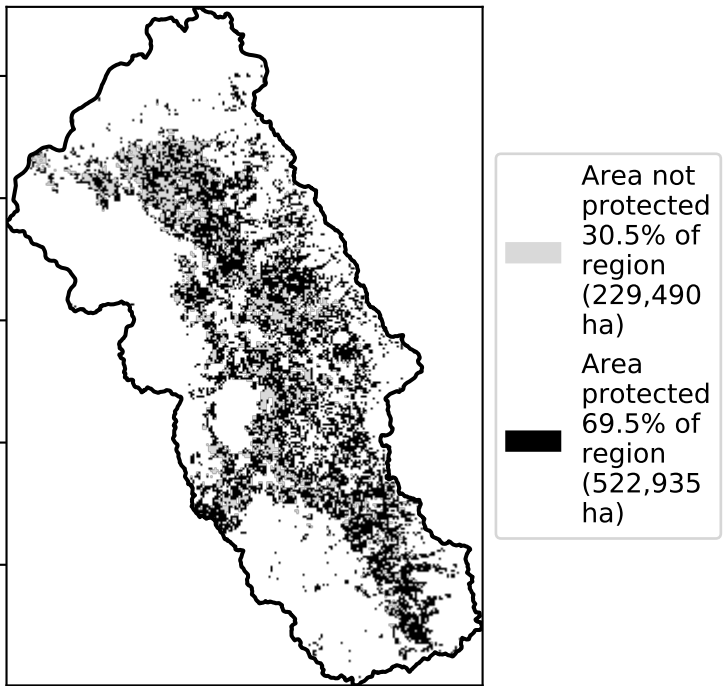 Area not
protected
30.5% of
region
(229,490
ha)
Area
protected
69.5% of
region
(522,935
ha)